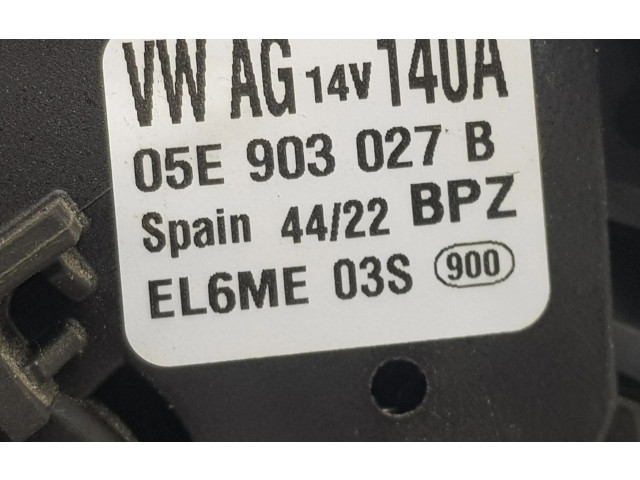 VW AG 14V 140A
05E 903 027 B
Spain 44/22 BPZ
EL6ME 03S 900